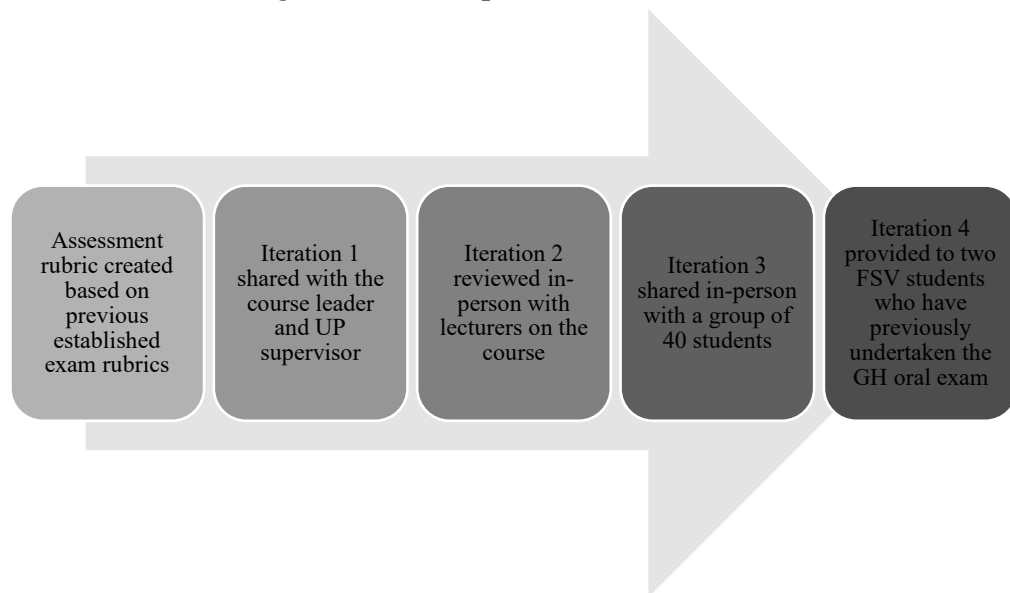 Assessment
rubric created
based on
previous
established
exam rubrics
Iteration 1
shared with the
course leader
and UP
supervisor
Iteration 2
reviewed in-
person with
lecturers on the
course
Iteration 3
shared in-person
with a group of
40 students
Iteration 4
provided to two
FSV students
who have
previously
undertaken the
GH oral exam